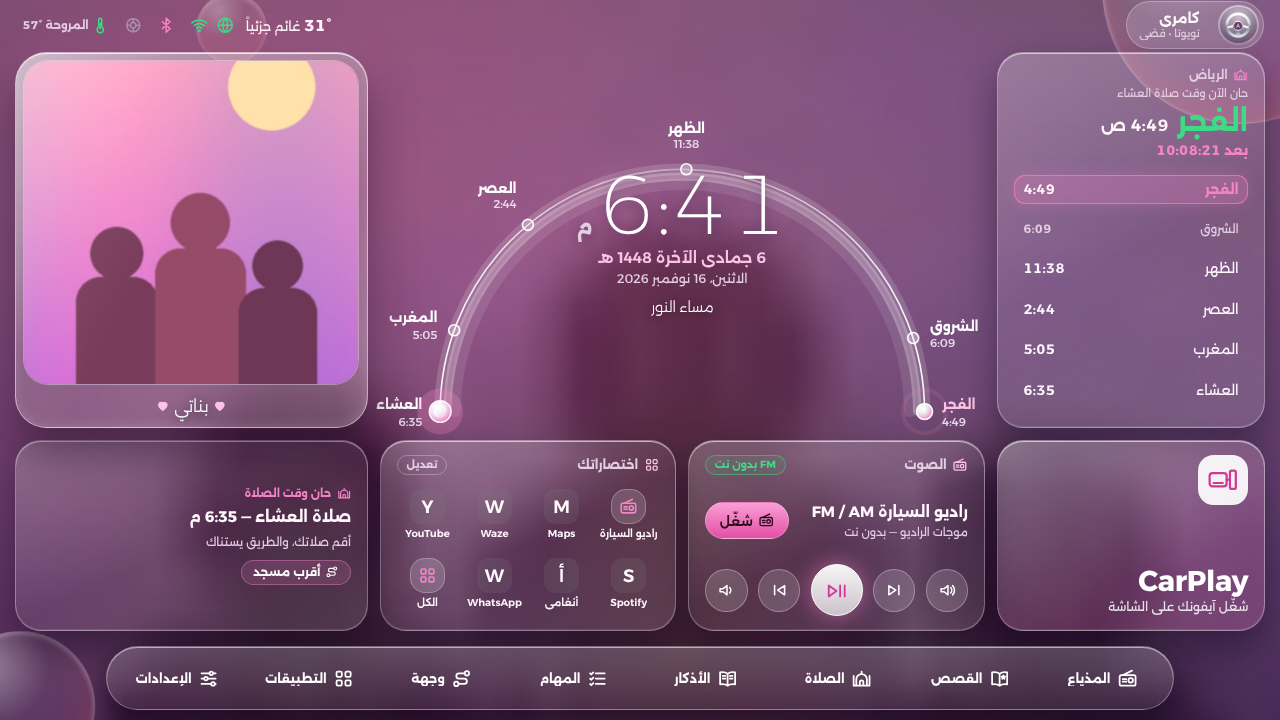 كامري
تويوتا • فضي
31° غائم جزئياً
المروحة 57°
الرياض
حان الآن وقت صلاة العشاء
الفجر 4:49 ص
بعد 10:08:21
الفجر 4:49
الشروق 6:09
الظهر 11:38
العصر 2:44
المغرب 5:05
العشاء 6:35
الظهر
11:38
العصر
2:44
المغرب
5:05
العشاء
6:35
الشروق
6:09
الفجر
4:49
6:41 م
6 جمادى الآخرة 1448 هـ
الاثنين، 16 نوفمبر 2026
مساء النور
♥ بناتي ♥
CarPlay
شغّل آيفونك على الشاشة
الصوت
FM بدون نت
راديو السيارة FM / AM
موجات الراديو — بدون نت
شغّل
اختصاراتك
تعديل
راديو السيارة
M
Maps
W
Waze
Y
YouTube
S
Spotify
أ
أنغامي
W
WhatsApp
الكل
حان وقت الصلاة
صلاة العشاء — 6:35 م
أقم صلاتك، والطريق يستناك
أقرب مسجد
المذياع
القصص
الصلاة
الأذكار
المهام
وجهة
التطبيقات
الإعدادات